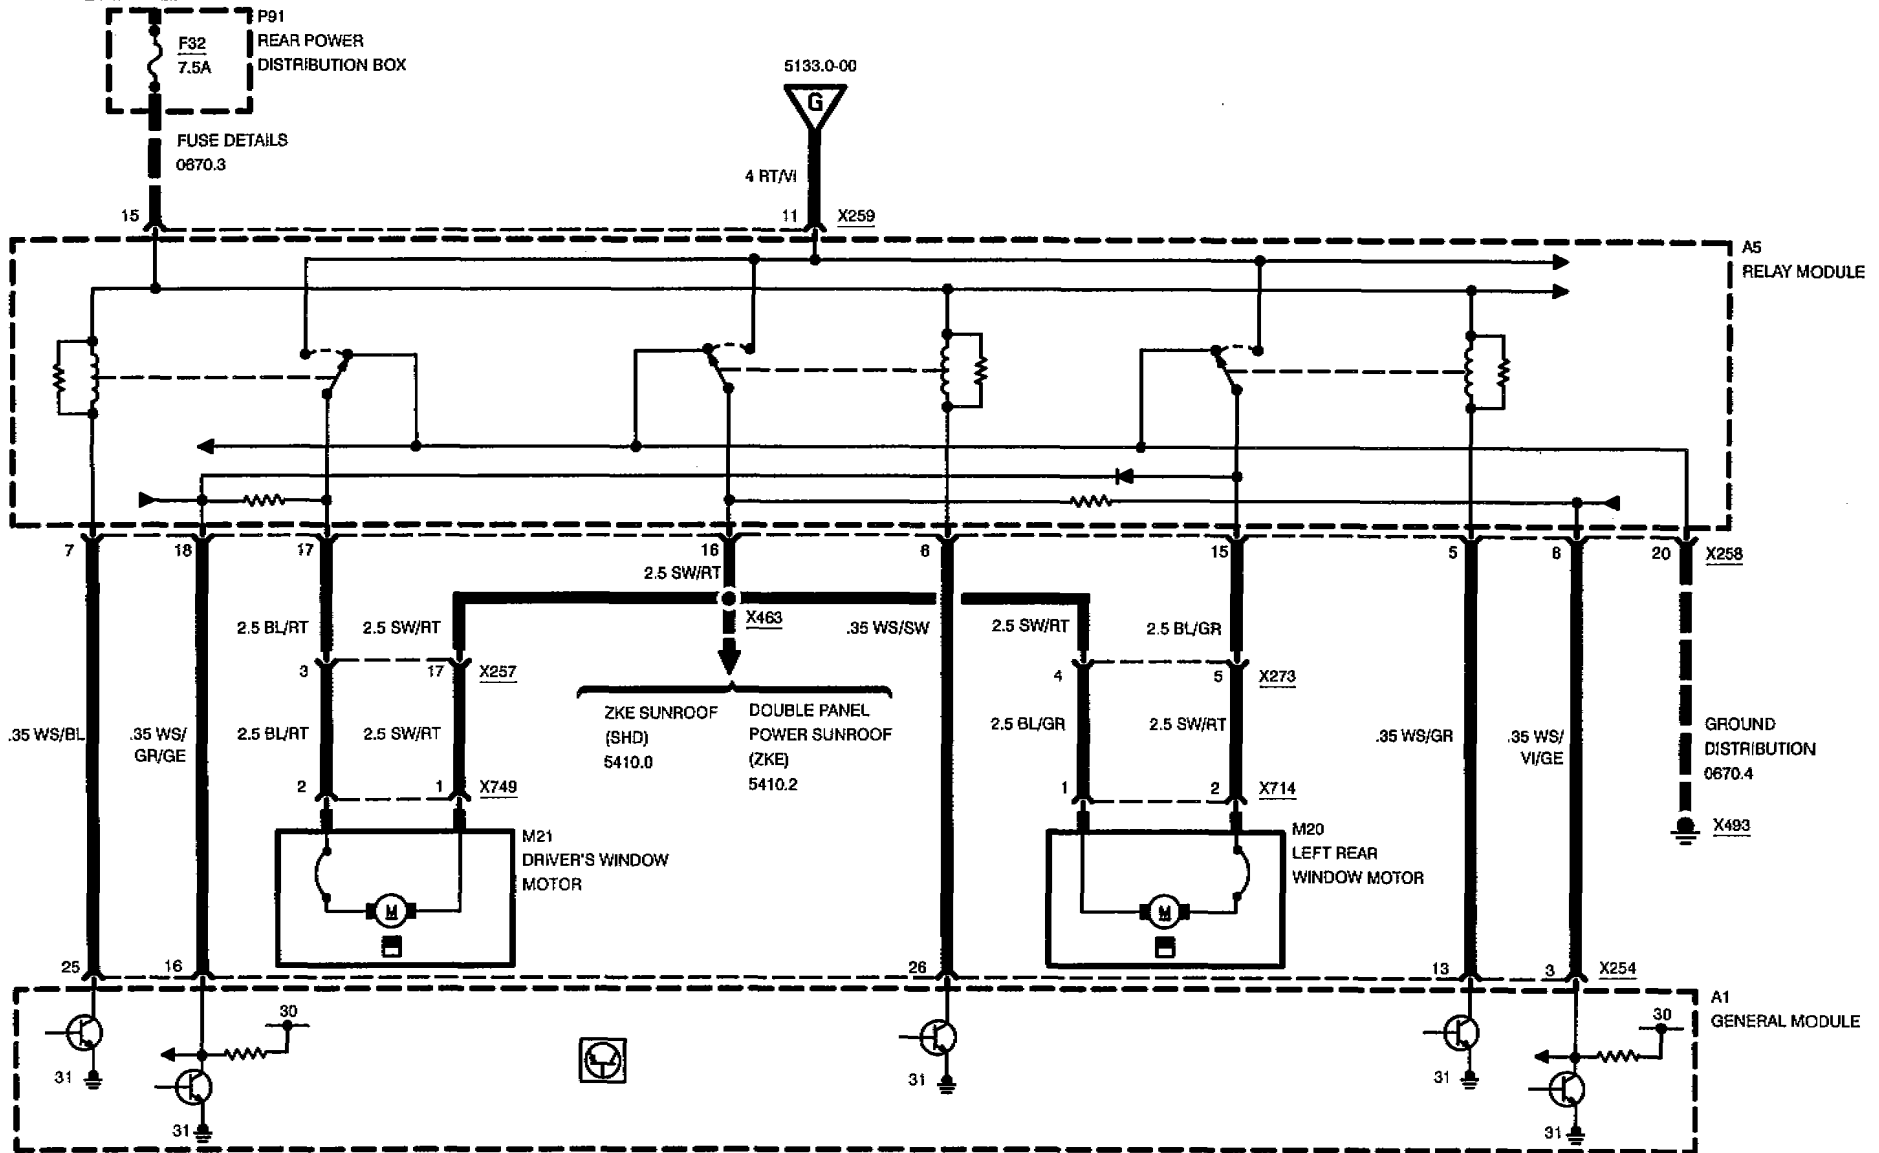 P91
REAR POWER
DISTRIBUTION BOX
F32
7.5A
FUSE DETAILS
0670.3
5133.0-00
G
4 RT/VI
15
11
X259
A5
RELAY MODULE
7
18
17
16
6
15
5
8
20
X258
2.5 SW/RT
X463
2.5 BL/RT
2.5 SW/RT
.35 WS/SW
2.5 SW/RT
2.5 BL/GR
3
17
X257
4
5
X273
.35 WS/BL
.35 WS/
GR/GE
2.5 BL/RT
2.5 SW/RT
ZKE SUNROOF
(SHD)
5410.0
DOUBLE PANEL
POWER SUNROOF
(ZKE)
5410.2
2.5 BL/GR
2.5 SW/RT
.35 WS/GR
.35 WS/
VI/GE
GROUND
DISTRIBUTION
0670.4
2
1
X749
1
2
X714
X493
M21
DRIVER'S WINDOW
MOTOR
M
M20
LEFT REAR
WINDOW MOTOR
M
25
16
26
13
3
X254
A1
GENERAL MODULE
30
30
31
31
31
31
31